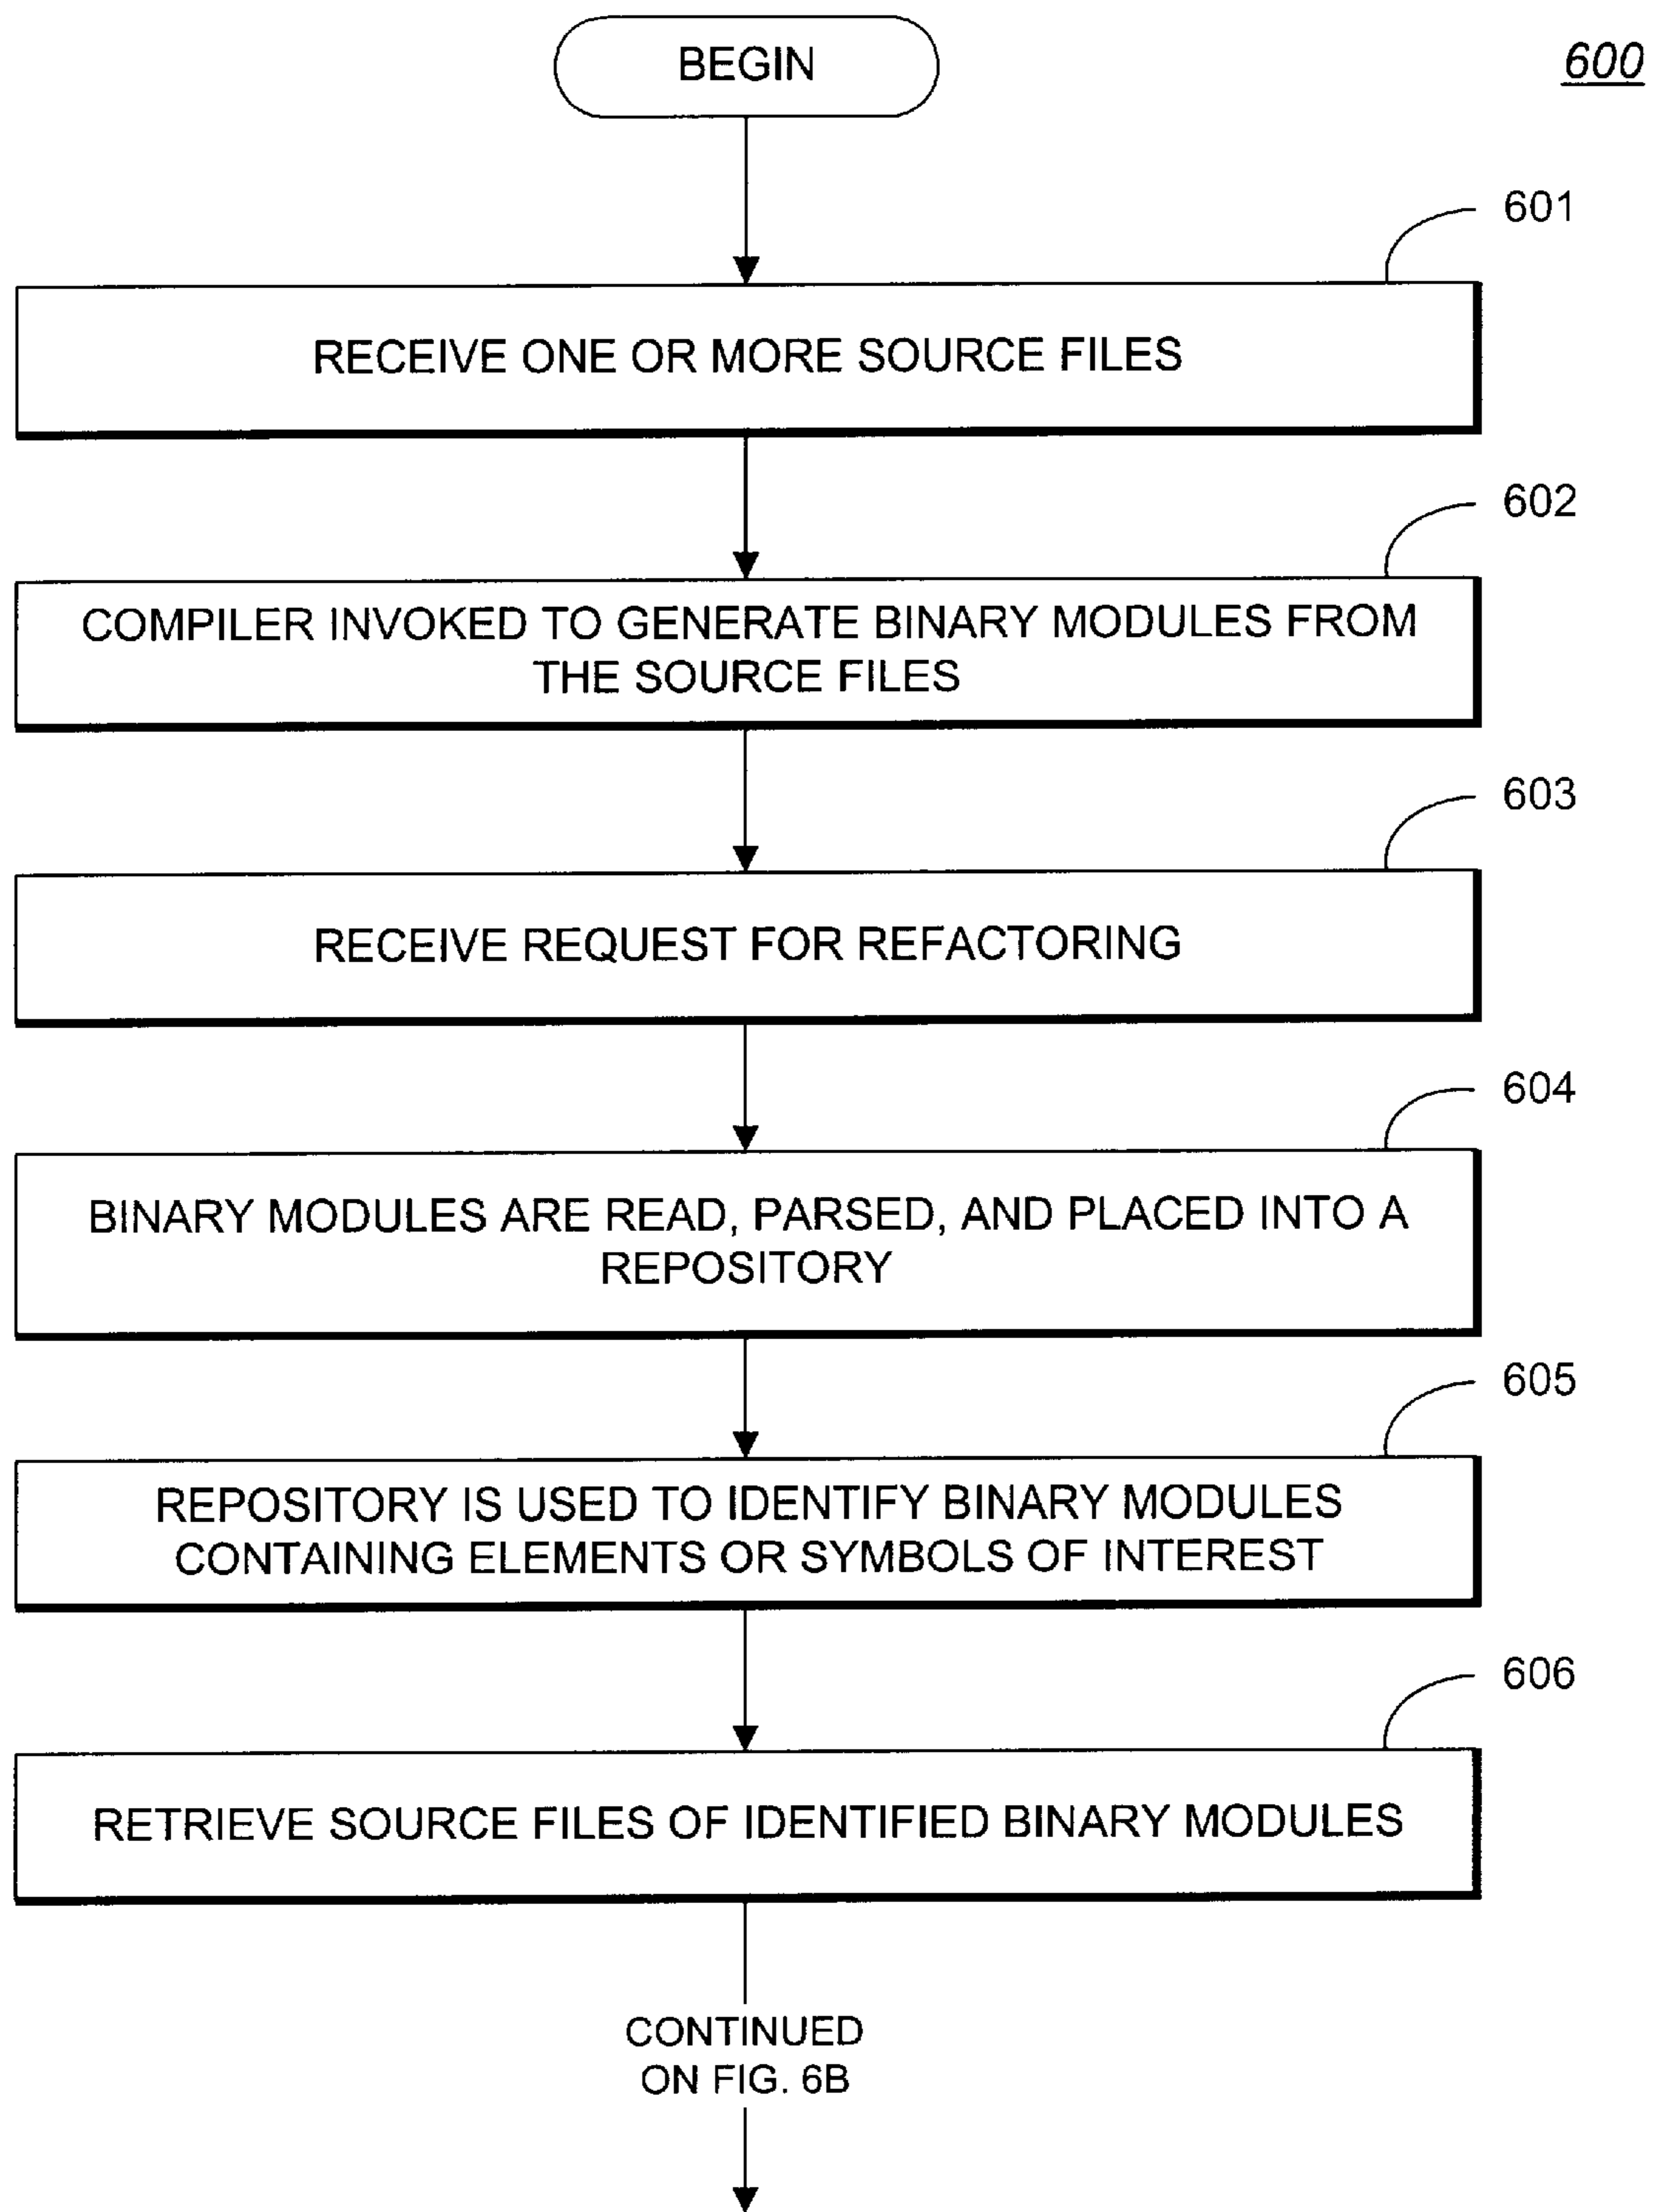 BEGIN
600
601
RECEIVE ONE OR MORE SOURCE FILES
602
COMPILER INVOKED TO GENERATE BINARY MODULES FROM
THE SOURCE FILES
603
RECEIVE REQUEST FOR REFACTORING
604
BINARY MODULES ARE READ, PARSED, AND PLACED INTO A
REPOSITORY
605
REPOSITORY IS USED TO IDENTIFY BINARY MODULES
CONTAINING ELEMENTS OR SYMBOLS OF INTEREST
606
RETRIEVE SOURCE FILES OF IDENTIFIED BINARY MODULES
CONTINUED
ON FIG. 6B